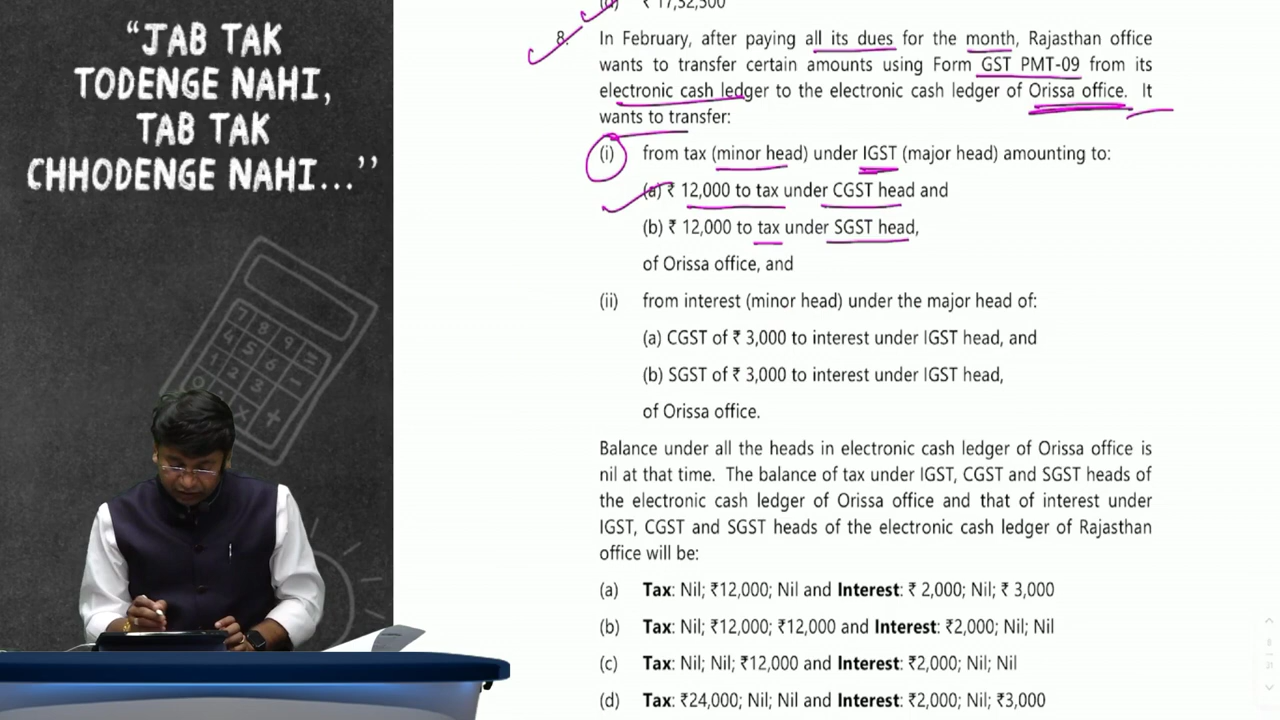 “JAB TAK
TODENGE NAHI,
TAB TAK
CHHODENGE NAHI...’’
(d) ₹ 17,52,500
8. In February, after paying all its dues for the month, Rajasthan office
wants to transfer certain amounts using Form GST PMT-09 from its
electronic cash ledger to the electronic cash ledger of Orissa office. It
wants to transfer:
(i) from tax (minor head) under IGST (major head) amounting to:
(a) ₹ 12,000 to tax under CGST head and
(b) ₹ 12,000 to tax under SGST head,
of Orissa office, and
(ii) from interest (minor head) under the major head of:
(a) CGST of ₹ 3,000 to interest under IGST head, and
(b) SGST of ₹ 3,000 to interest under IGST head,
of Orissa office.
Balance under all the heads in electronic cash ledger of Orissa office is
nil at that time. The balance of tax under IGST, CGST and SGST heads of
the electronic cash ledger of Orissa office and that of interest under
IGST, CGST and SGST heads of the electronic cash ledger of Rajasthan
office will be:
(a) Tax: Nil; ₹12,000; Nil and Interest: ₹ 2,000; Nil; ₹ 3,000
(b) Tax: Nil; ₹12,000; ₹12,000 and Interest: ₹2,000; Nil; Nil
(c) Tax: Nil; Nil; ₹12,000 and Interest: ₹2,000; Nil; Nil
(d) Tax: ₹24,000; Nil; Nil and Interest: ₹2,000; Nil; ₹3,000